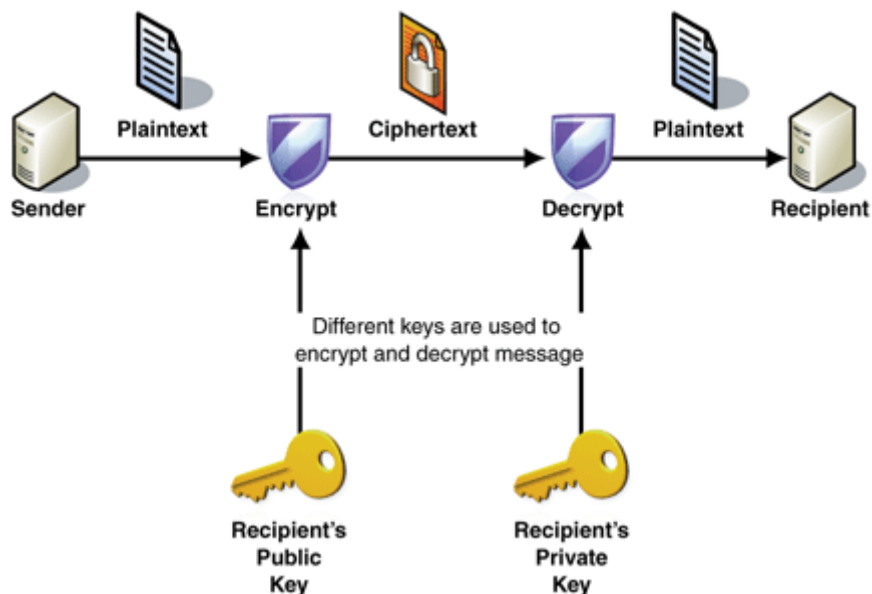 Plaintext
Ciphertext
Plaintext
Sender
Encrypt
Decrypt
Recipient
Different keys are used to
encrypt and decrypt message
Recipient's
Public
Key
Recipient's
Private
Key